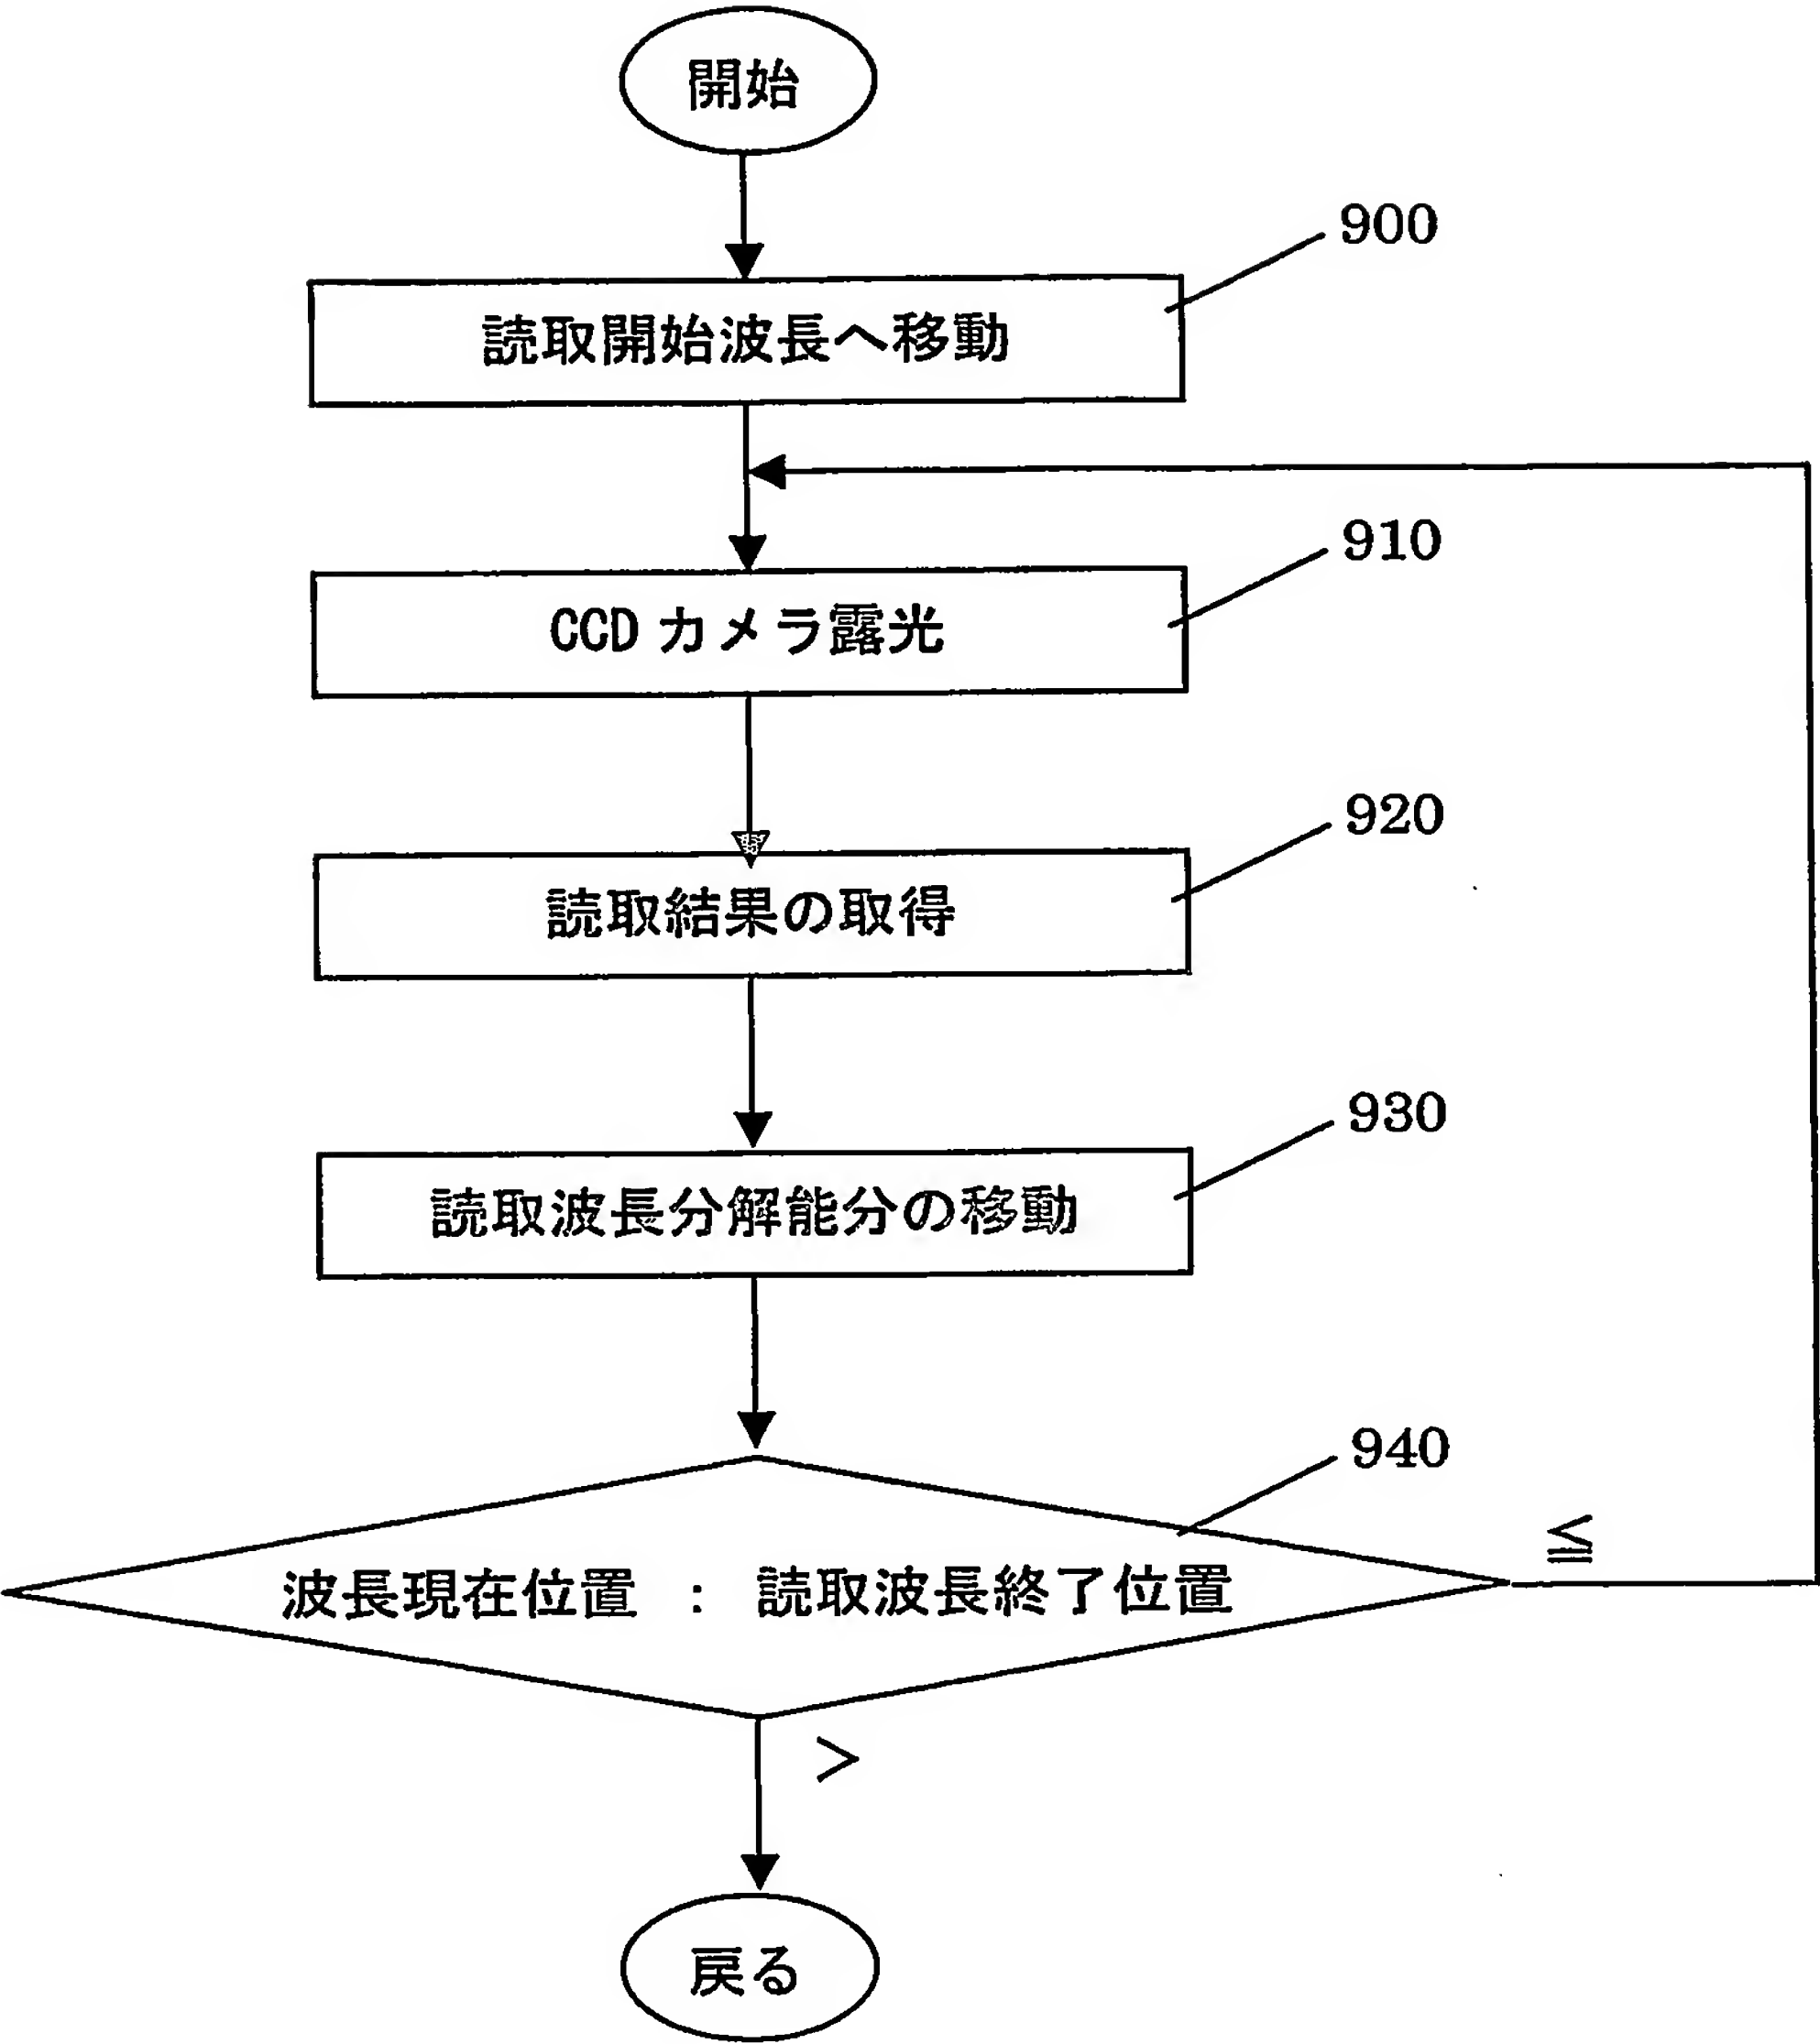 開始
900
読取開始波長へ移動
910
CCD カメラ露光
920
読取結果の取得
930
読取波長分解能分の移動
940
≦
波長現在位置 : 読取波長終了位置
>
戻る